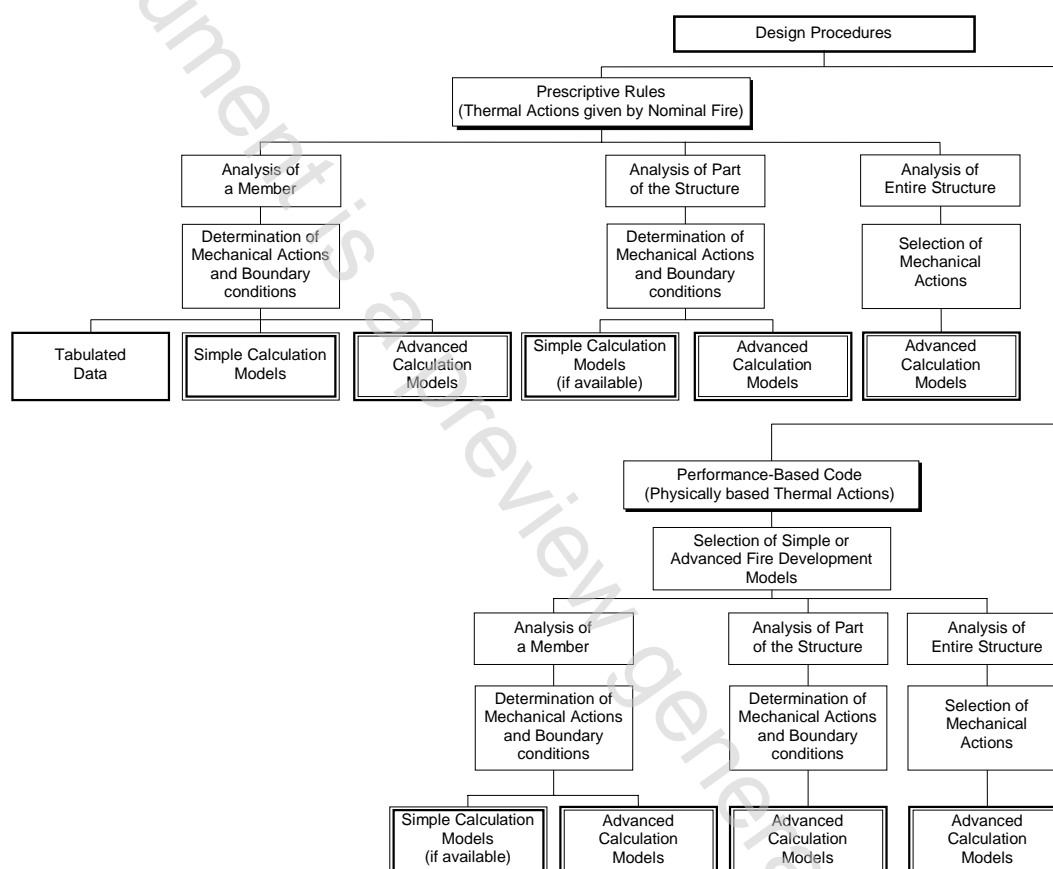 Design Procedures
Prescriptive Rules
(Thermal Actions given by Nominal Fire)
Analysis of
a Member
Analysis of Part
of the Structure
Analysis of
Entire Structure
Determination of
Mechanical Actions
and Boundary
conditions
Determination of
Mechanical Actions
and Boundary
conditions
Selection of
Mechanical
Actions
Tabulated
Data
Simple Calculation
Models
Advanced
Calculation
Models
Simple Calculation
Models
(if available)
Advanced
Calculation
Models
Advanced
Calculation
Models
Performance-Based Code
(Physically based Thermal Actions)
Selection of Simple or
Advanced Fire Development
Models
Analysis of
a Member
Analysis of Part
of the Structure
Analysis of
Entire Structure
Determination of
Mechanical Actions
and Boundary
conditions
Determination of
Mechanical Actions
and Boundary
conditions
Selection of
Mechanical
Actions
Simple Calculation
Models
(if available)
Advanced
Calculation
Models
Advanced
Calculation
Models
Advanced
Calculation
Models
ument is a preview genera